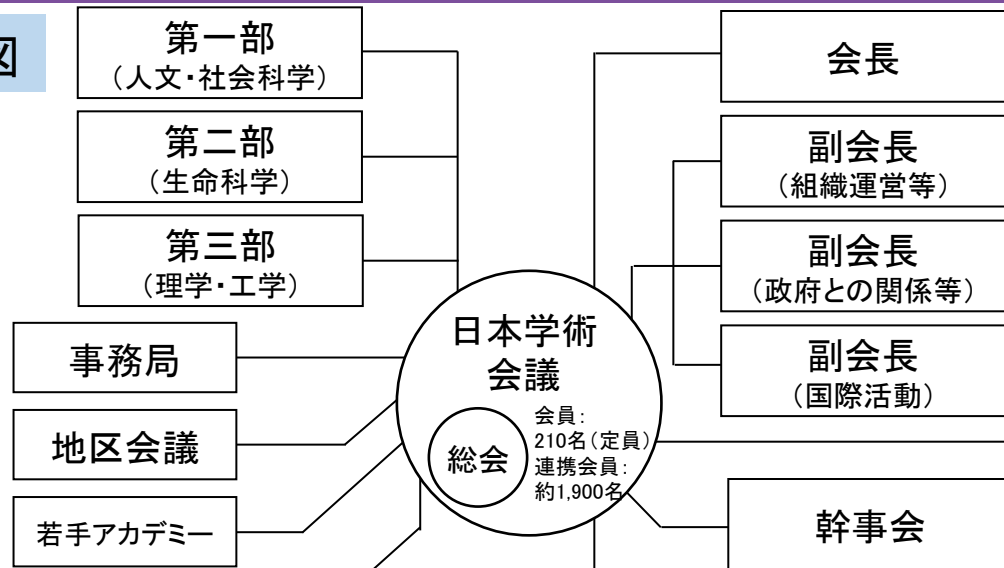 図
第一部
（人文・社会科学）
第二部
（生命科学）
第三部
（理学・工学）
事務局
地区会議
若手アカデミー
日本学術
会議
総会
会員：
210名（定員）
連携会員：
約1,900名
会長
副会長
（組織運営等）
副会長
（政府との関係等）
副会長
（国際活動）
幹事会